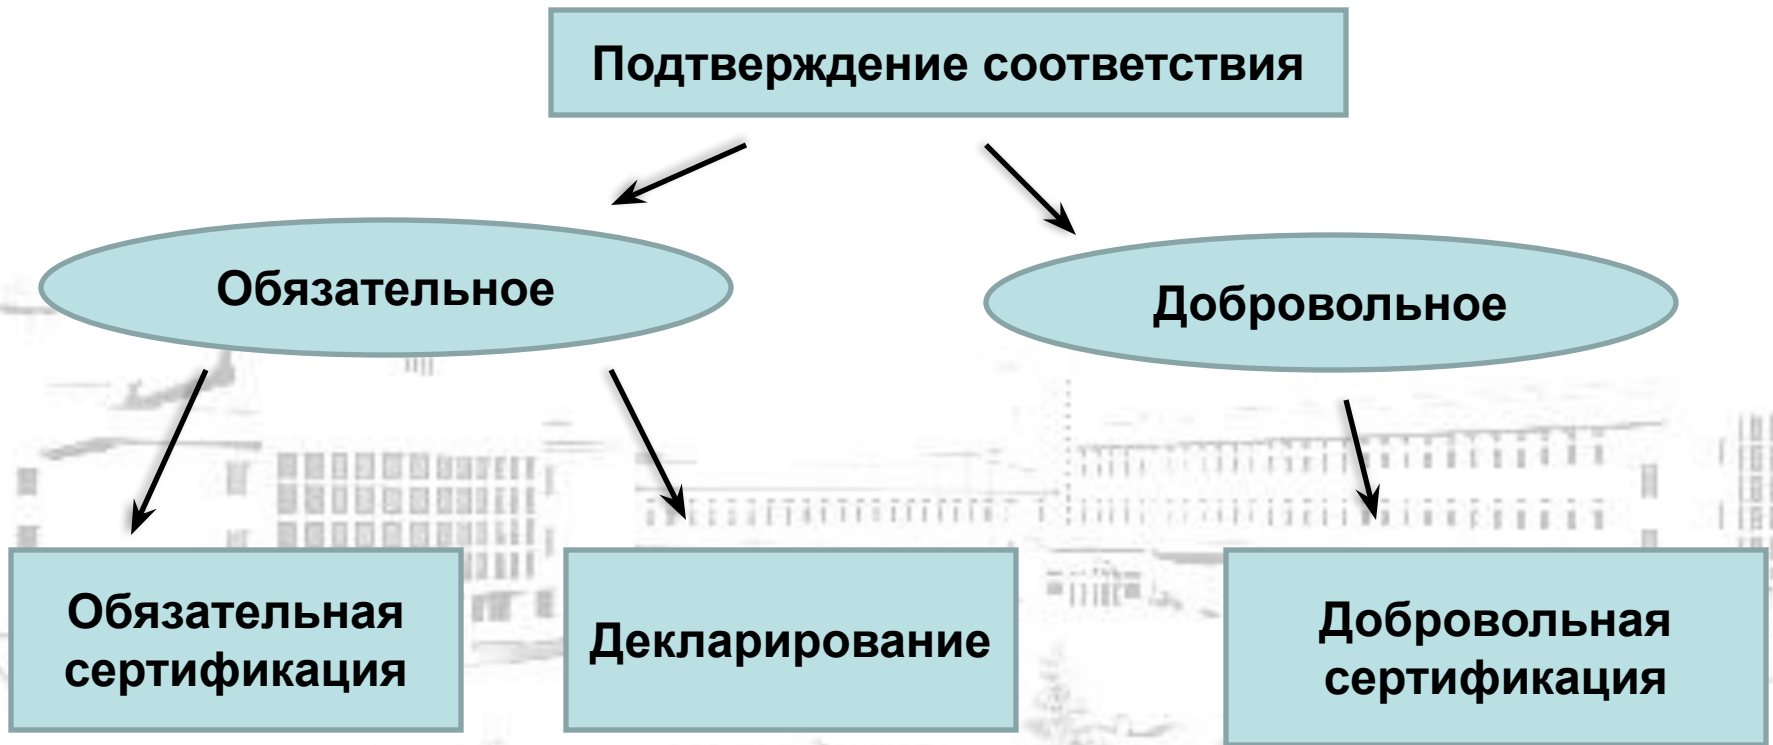 Подтверждение соответствия
Обязательное
Добровольное
Обязательная
сертификация
Декларирование
Добровольная
сертификация